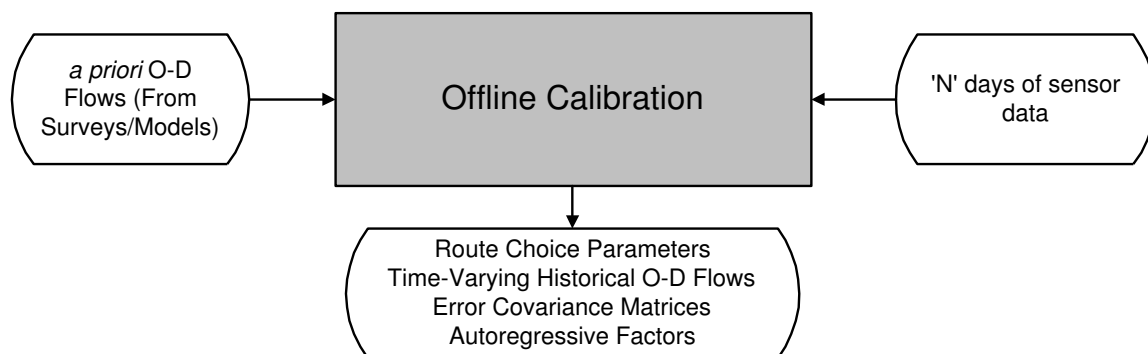 a priori O-D
Flows (From
Surveys/Models)
Offline Calibration
'N' days of sensor
data
Route Choice Parameters
Time-Varying Historical O-D Flows
Error Covariance Matrices
Autoregressive Factors